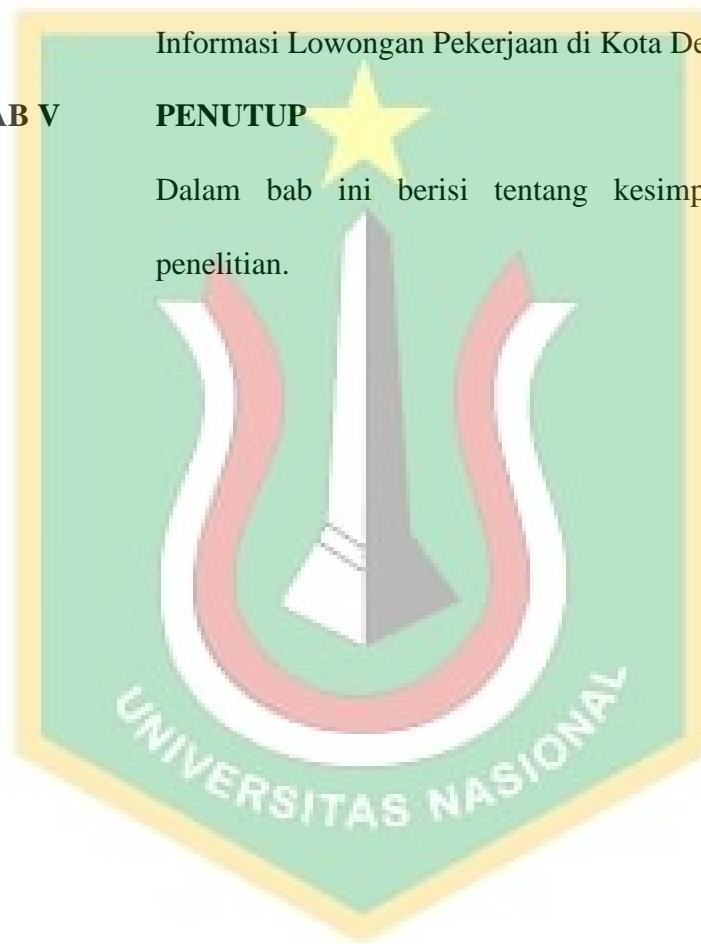 Informasi Lowongan Pekerjaan di Kota De
AB V PENUTUP
Dalam bab ini berisi tentang kesimp
penelitian.
UNIVERSITAS NASIONAL